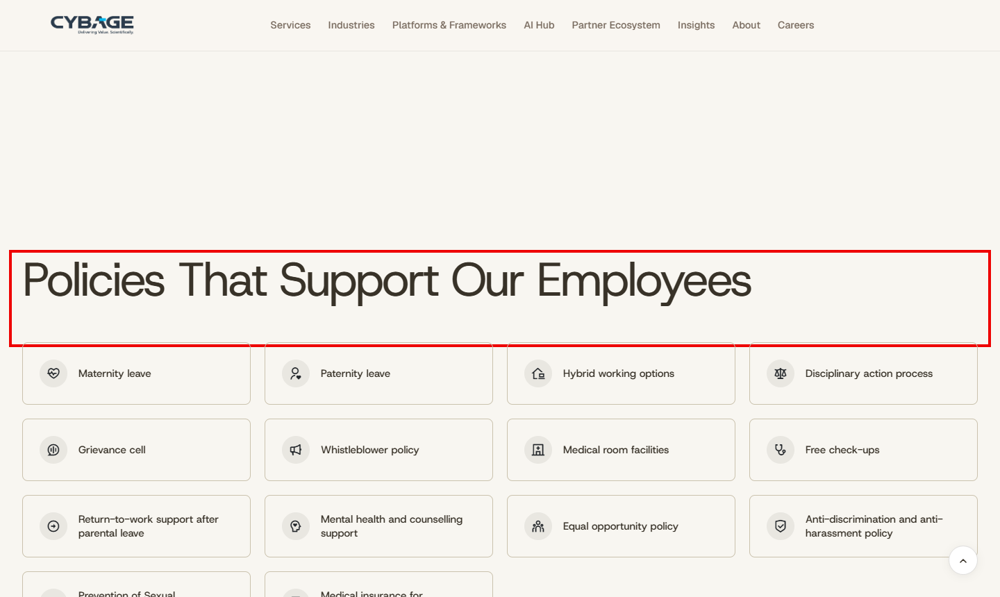 CYBAGE
Delivering Value. Scientifically.
Services Industries Platforms & Frameworks AI Hub Partner Ecosystem Insights About Careers
Policies That Support Our Employees
Maternity leave
Paternity leave
Hybrid working options
Disciplinary action process
Grievance cell
Whistleblower policy
Medical room facilities
Free check-ups
Return-to-work support after
parental leave
Mental health and counselling
support
Equal opportunity policy
Anti-discrimination and anti-
harassment policy
Prevention of Sexual
Medical insurance for